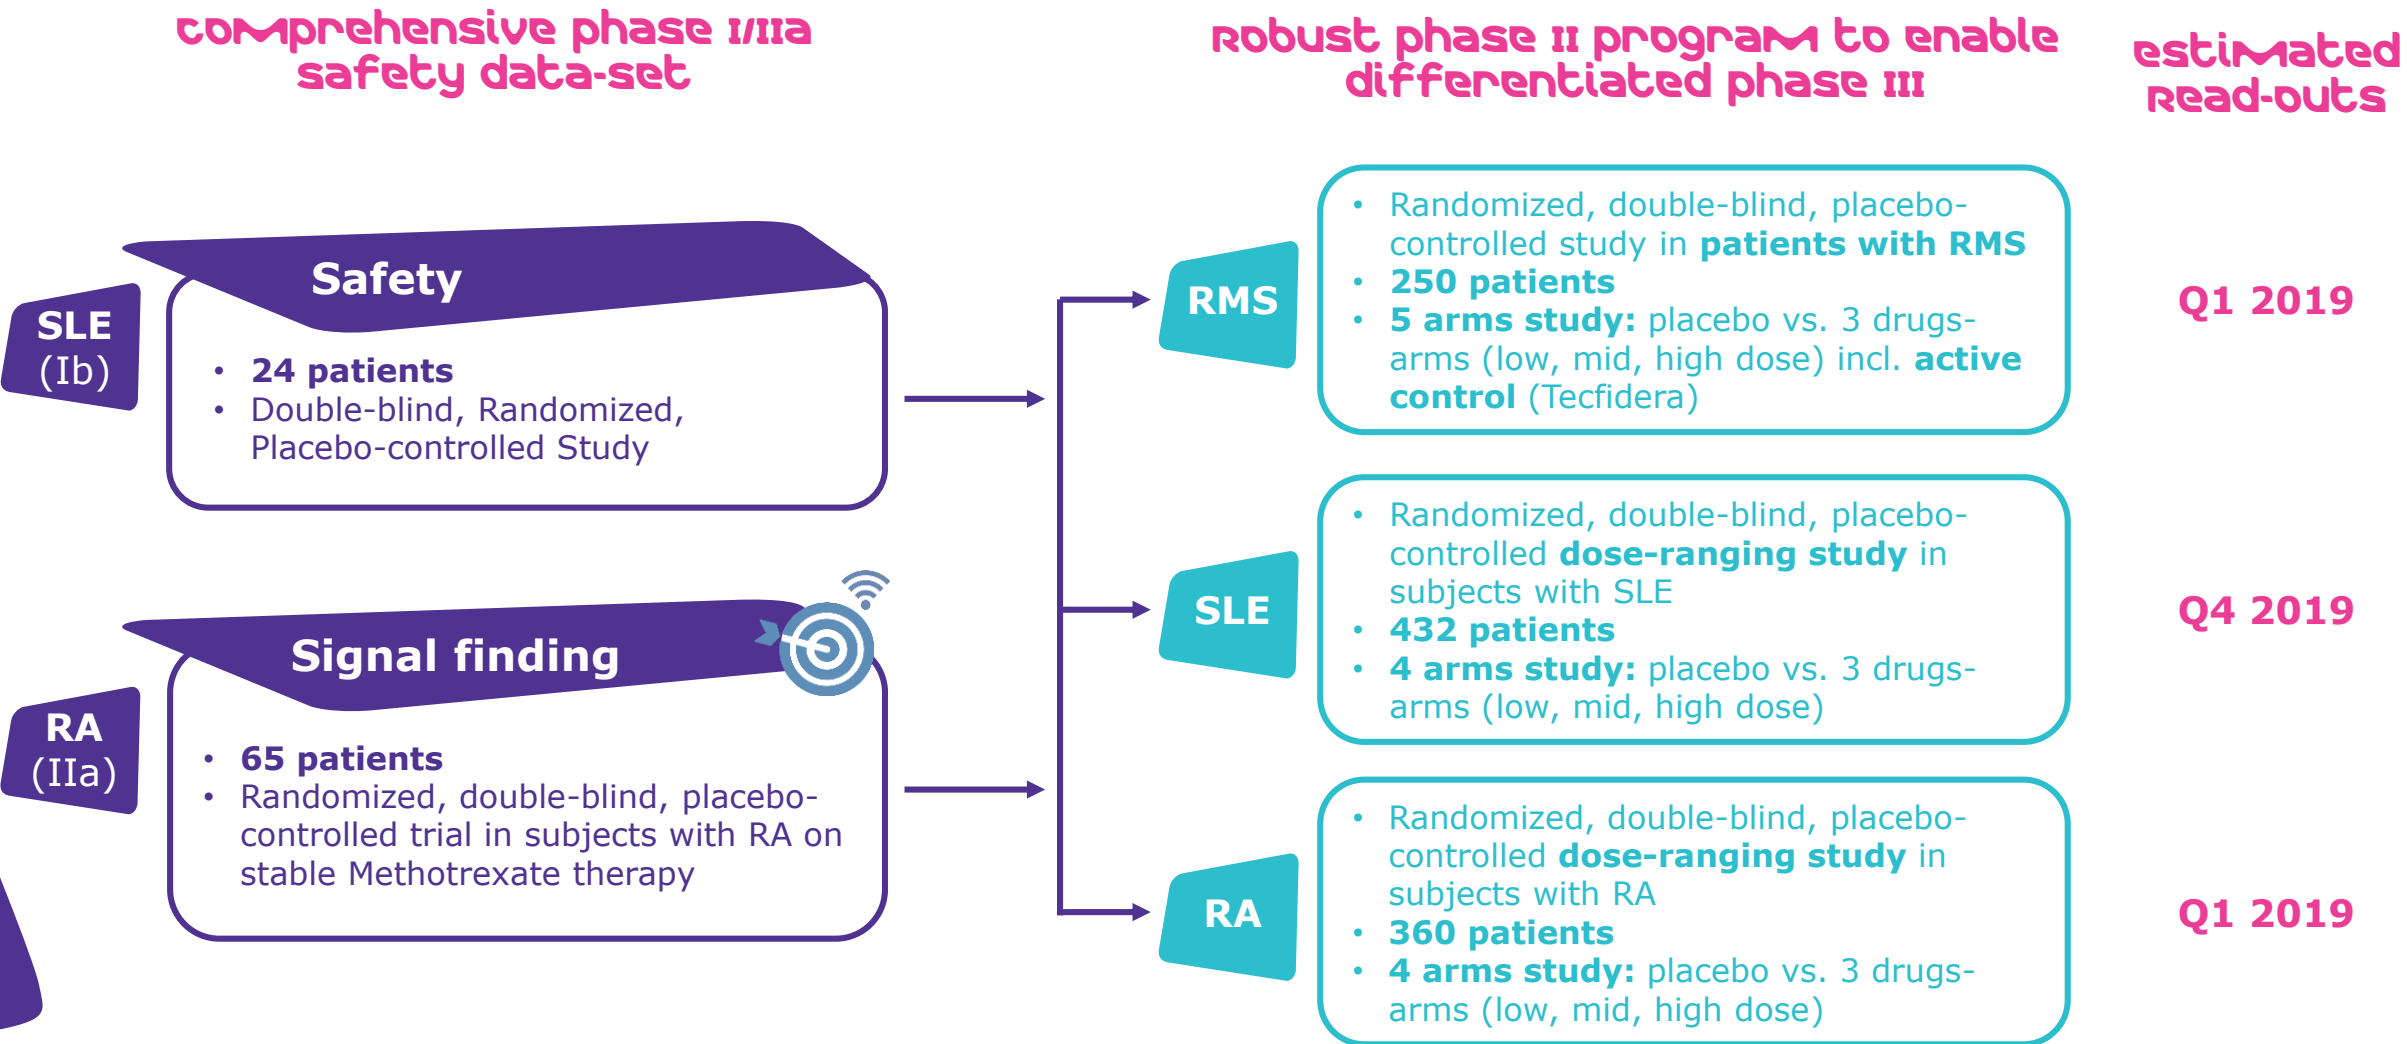 Comprehensive phase I/IIa
safety data-set
Robust phase II program to enable
differentiated phase III
estimated
Read-outs
SLE
(Ib)
Safety
• 24 patients
• Double-blind, Randomized,
Placebo-controlled Study
RA
(IIa)
Signal finding
• 65 patients
• Randomized, double-blind, placebo-
controlled trial in subjects with RA on
stable Methotrexate therapy
RMS
• Randomized, double-blind, placebo-
controlled study in patients with RMS
• 250 patients
• 5 arms study: placebo vs. 3 drugs-
arms (low, mid, high dose) incl. active
control (Tecfidera)
Q1 2019
SLE
• Randomized, double-blind, placebo-
controlled dose-ranging study in
subjects with SLE
• 432 patients
• 4 arms study: placebo vs. 3 drugs-
arms (low, mid, high dose)
Q4 2019
RA
• Randomized, double-blind, placebo-
controlled dose-ranging study in
subjects with RA
• 360 patients
• 4 arms study: placebo vs. 3 drugs-
arms (low, mid, high dose)
Q1 2019